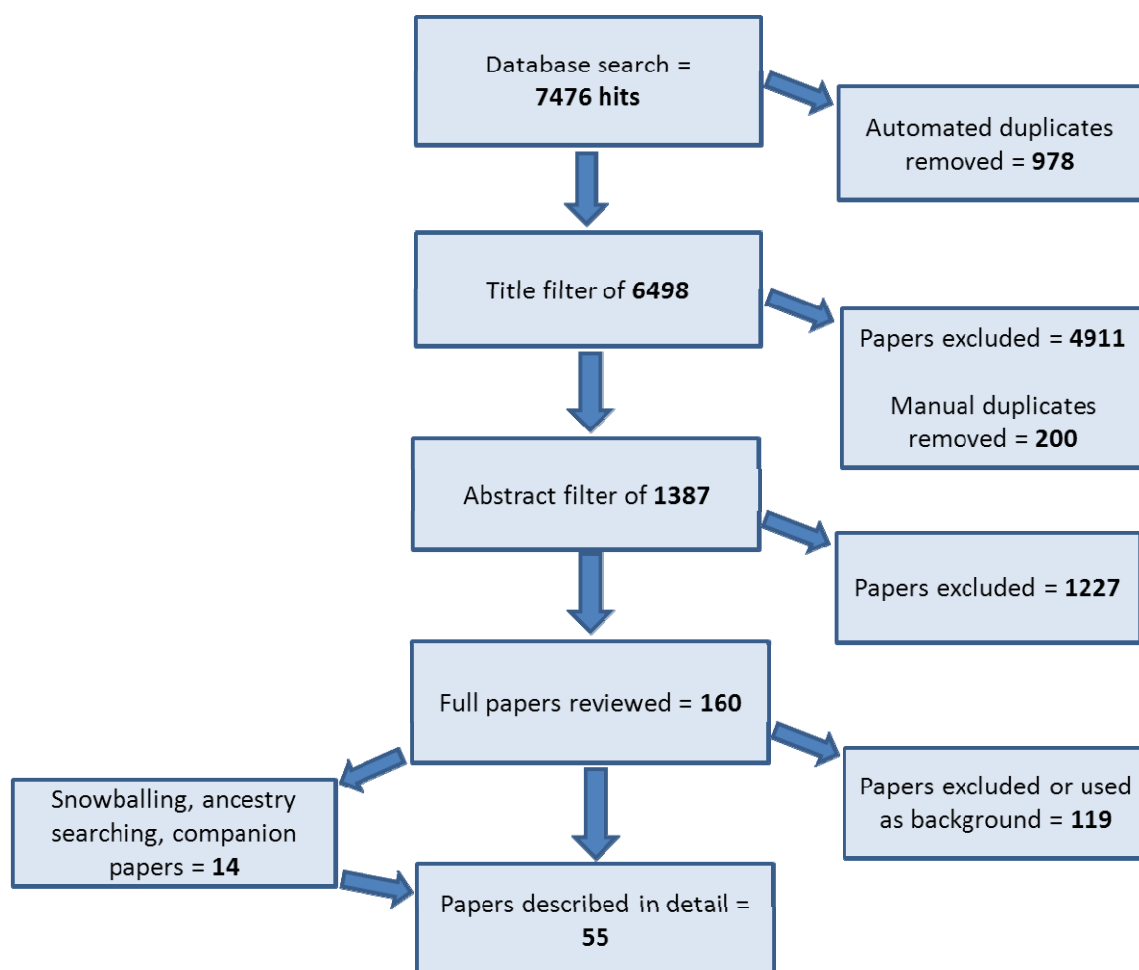 Database search =
7476 hits
Automated duplicates
removed = 978
Title filter of 6498
Papers excluded = 4911
Manual duplicates
removed = 200
Abstract filter of 1387
Papers excluded = 1227
Full papers reviewed = 160
Papers excluded or used
as background = 119
Snowballing, ancestry
searching, companion
papers = 14
Papers described in detail =
55